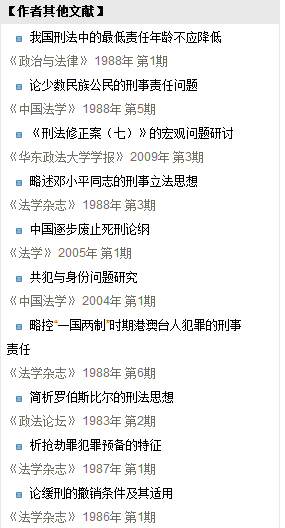 【作者其他文献】
我国刑法中的最低责任年龄不应降低
《政治与法律》 1988年 第1期
论少数民族公民的刑事责任问题
《中国法学》 1988年 第5期
《刑法修正案（七）》的宏观问题研讨
《华东政法大学学报》 2009年 第3期
略述邓小平同志的刑事立法思想
《法学杂志》 1988年 第3期
中国逐步废止死刑论纲
《法学》 2005年 第1期
共犯与身份问题研究
《中国法学》 2004年 第1期
略控“一国两制”时期港澳台人犯罪的刑事
责任
《法学杂志》 1988年 第6期
简析罗伯斯比尔的刑法思想
《政法论坛》 1983年 第2期
析抢劫罪犯罪预备的特征
《法学杂志》 1987年 第1期
论缓刑的撤销条件及其适用
《法学杂志》 1986年 第1期